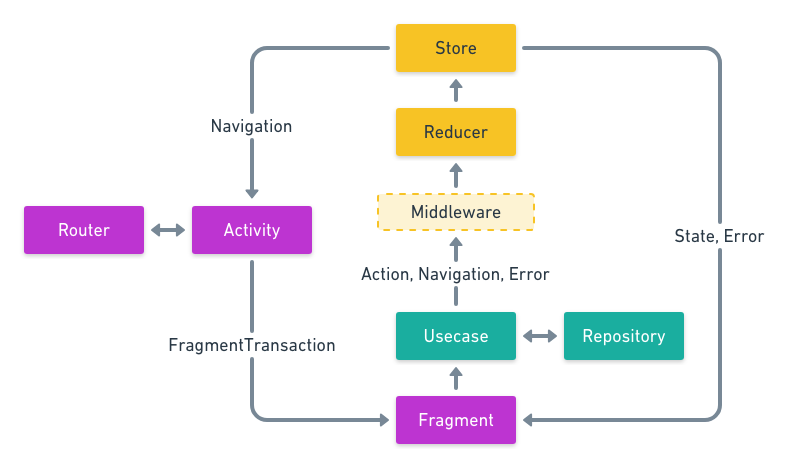 Store
Navigation
Reducer
Middleware
Router
Activity
State, Error
Action, Navigation, Error
FragmentTransaction
Usecase
Repository
Fragment